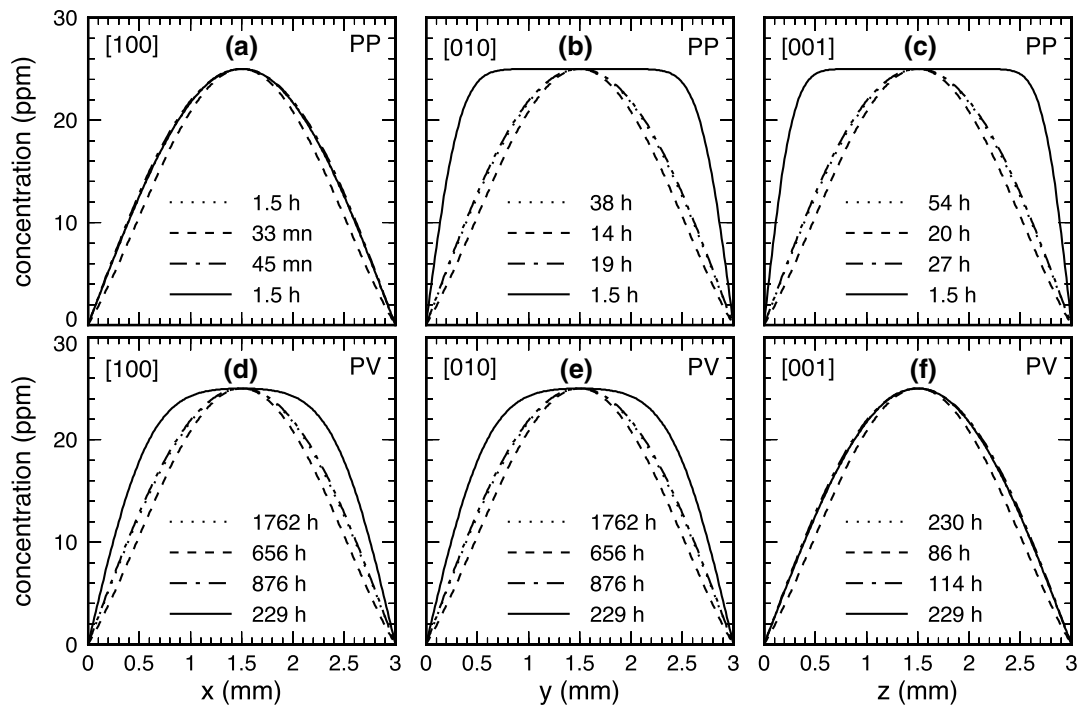 30
[100] (a) PP
[010] (b) PP
[001] (c) PP
20
10
0
concentration (ppm)
1.5 h
33 mn
45 mn
1.5 h
38 h
14 h
19 h
1.5 h
54 h
20 h
27 h
1.5 h
30
[100] (d) PV
[010] (e) PV
[001] (f) PV
20
10
0
concentration (ppm)
1762 h
656 h
876 h
229 h
1762 h
656 h
876 h
229 h
230 h
86 h
114 h
229 h
0 0.5 1 1.5 2 2.5 3
0 0.5 1 1.5 2 2.5 3
0 0.5 1 1.5 2 2.5 3
x (mm)
y (mm)
z (mm)